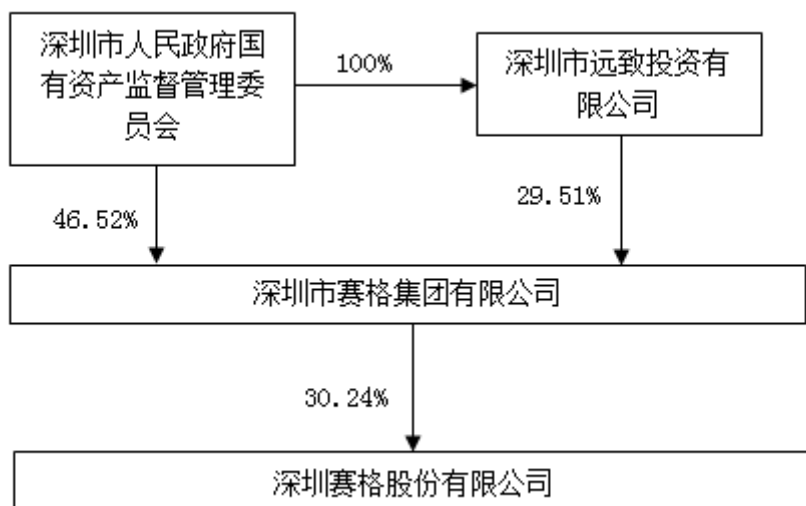 深圳市人民政府国
有资产监督管理委
员会
100%
深圳市远致投资有
限公司
46.52%
29.51%
深圳市赛格集团有限公司
30.24%
深圳赛格股份有限公司